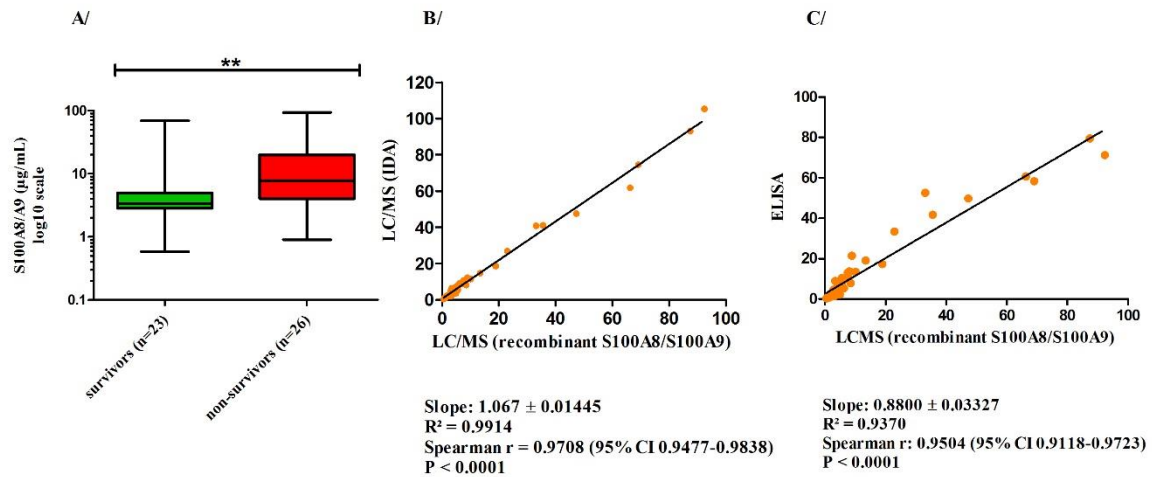 A/
B/
C/
**
S100A8/A9 (µg/mL)
log10 scale
100
10
1
0.1
survivors (n=23)
non-survivors (n=26)
LC/MS (IDA)
120
100
80
60
40
20
0
0 20 40 60 80 100
LC/MS (recombinant S100A8/S100A9)
Slope: 1.067 ± 0.01445
R² = 0.9914
Spearman r = 0.9708 (95% CI 0.9477-0.9838)
P < 0.0001
ELISA
100
80
60
40
20
0
0 20 40 60 80 100
LCMS (recombinant S100A8/S100A9)
Slope: 0.8800 ± 0.03327
R² = 0.9370
Spearman r: 0.9504 (95% CI 0.9118-0.9723)
P < 0.0001